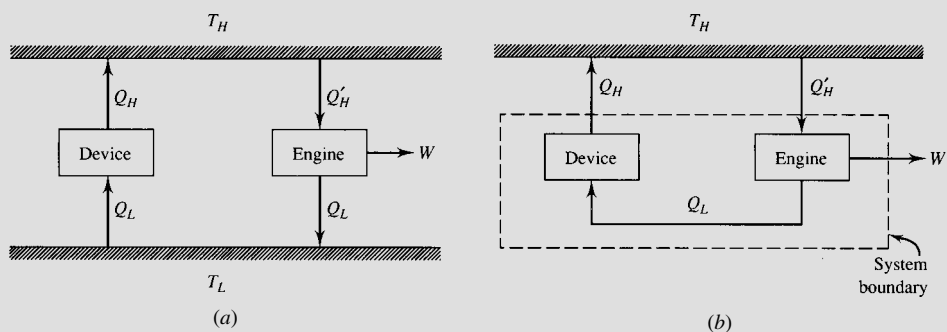 T_H
Q_H
Q'_H
Device
Engine
W
Q_L
Q_L
T_L
(a)
T_H
Q_H
Q'_H
Device
Engine
W
Q_L
System
boundary
(b)